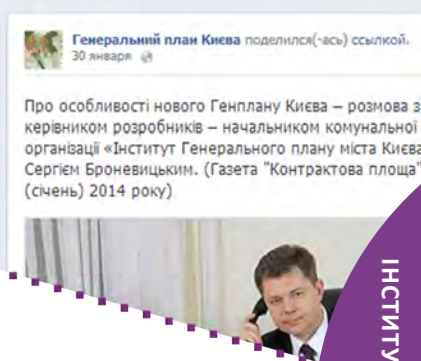 Генеральний план Києва поделился(-ась) ссылкой.
30 января
Про особливості нового Генплану Києва – розмова з
керівником розробників – начальником комунальної
організації «Інститут Генерального плану міста Києва
Сергієм Броневицьким. (Газета "Контрактова площа"
(січень) 2014 року)
ІНСТИТУ